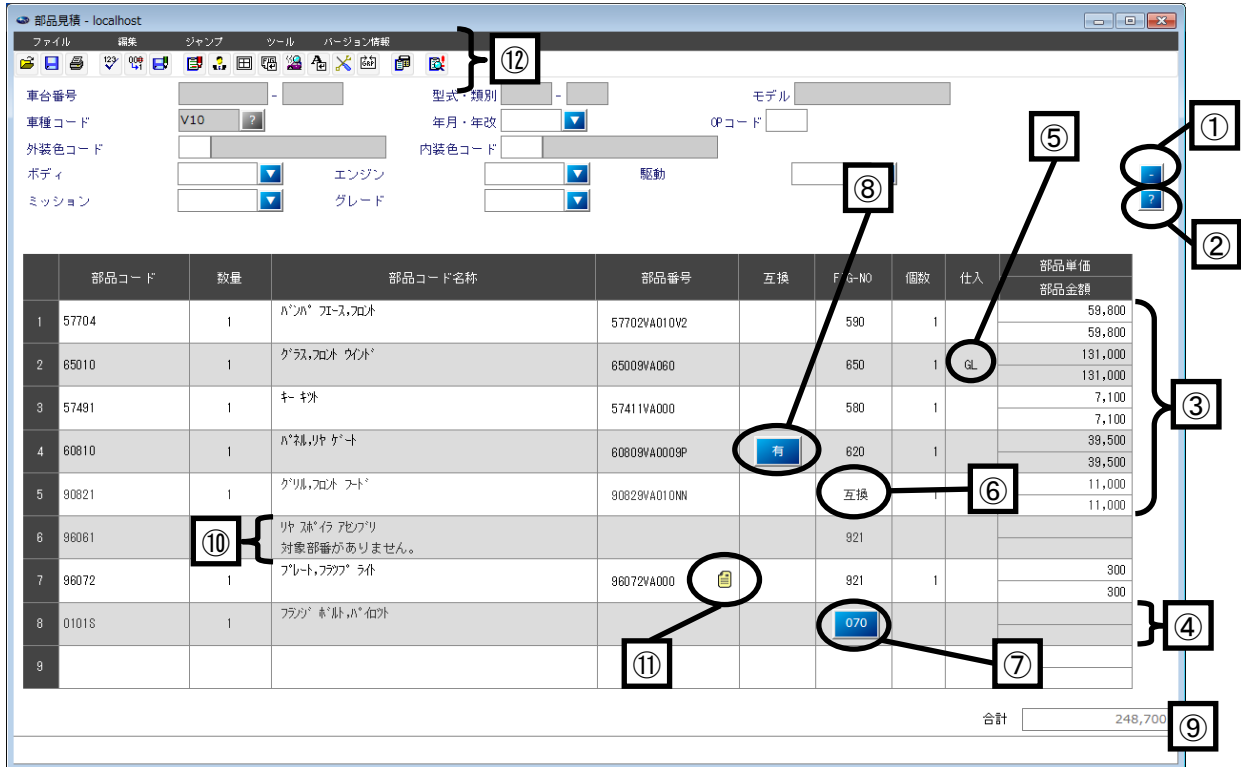 部品見積 - localhost
ファイル 編集 ジャンプ ツール バージョン情報
⑫
車台番号 - 型式・類別 - モデル
車種コード V10 ? 年月・年改 OPコード
外装色コード 内装色コード
ボディ エンジン 駆動
ミッション グレード
①
- 
②
?
⑤
⑧
部品コード 数量 部品コード名称 部品番号 互換 個数 仕入 部品単価
部品金額
1 57704 1 ﾊﾞﾝﾊﾟ ﾌｴｰｽ,ﾌﾛﾝﾄ 57702VA010V2 590 1 59,800
59,800
2 65010 1 ｸﾞﾗｽ,ﾌﾛﾝﾄ ｳｲﾝﾄﾞ 65009VA060 650 1 GL 131,000
131,000
3 57491 1 ｷｰ ｷﾂﾄ 57411VA000 580 1 7,100
7,100
③
4 60810 1 ﾊﾟﾈﾙ,ﾘﾔ ｹﾞｰﾄ 60809VA0009P 有 620 1 39,500
39,500
5 90821 1 ｸﾞﾘﾙ,ﾌﾛﾝﾄ ﾌｰﾄﾞ 90829VA010NN 互換 1 11,000
11,000
⑥
6 96061 ⑩ ﾘﾔ ｽﾎﾟｲﾗ ｱｾﾝﾌﾞﾘ 921
対象部番がありません。
7 96072 1 ﾌﾟﾚｰﾄ,ﾌﾗﾂﾌﾟ ﾗｲﾄ 96072VA000 921 1 300
300
8 0101S 1 ﾌﾗﾝｼﾞ ﾎﾞﾙﾄ,ﾊﾟｲﾛﾂﾄ 070
④
9
⑪
⑦
合計 248,700
⑨